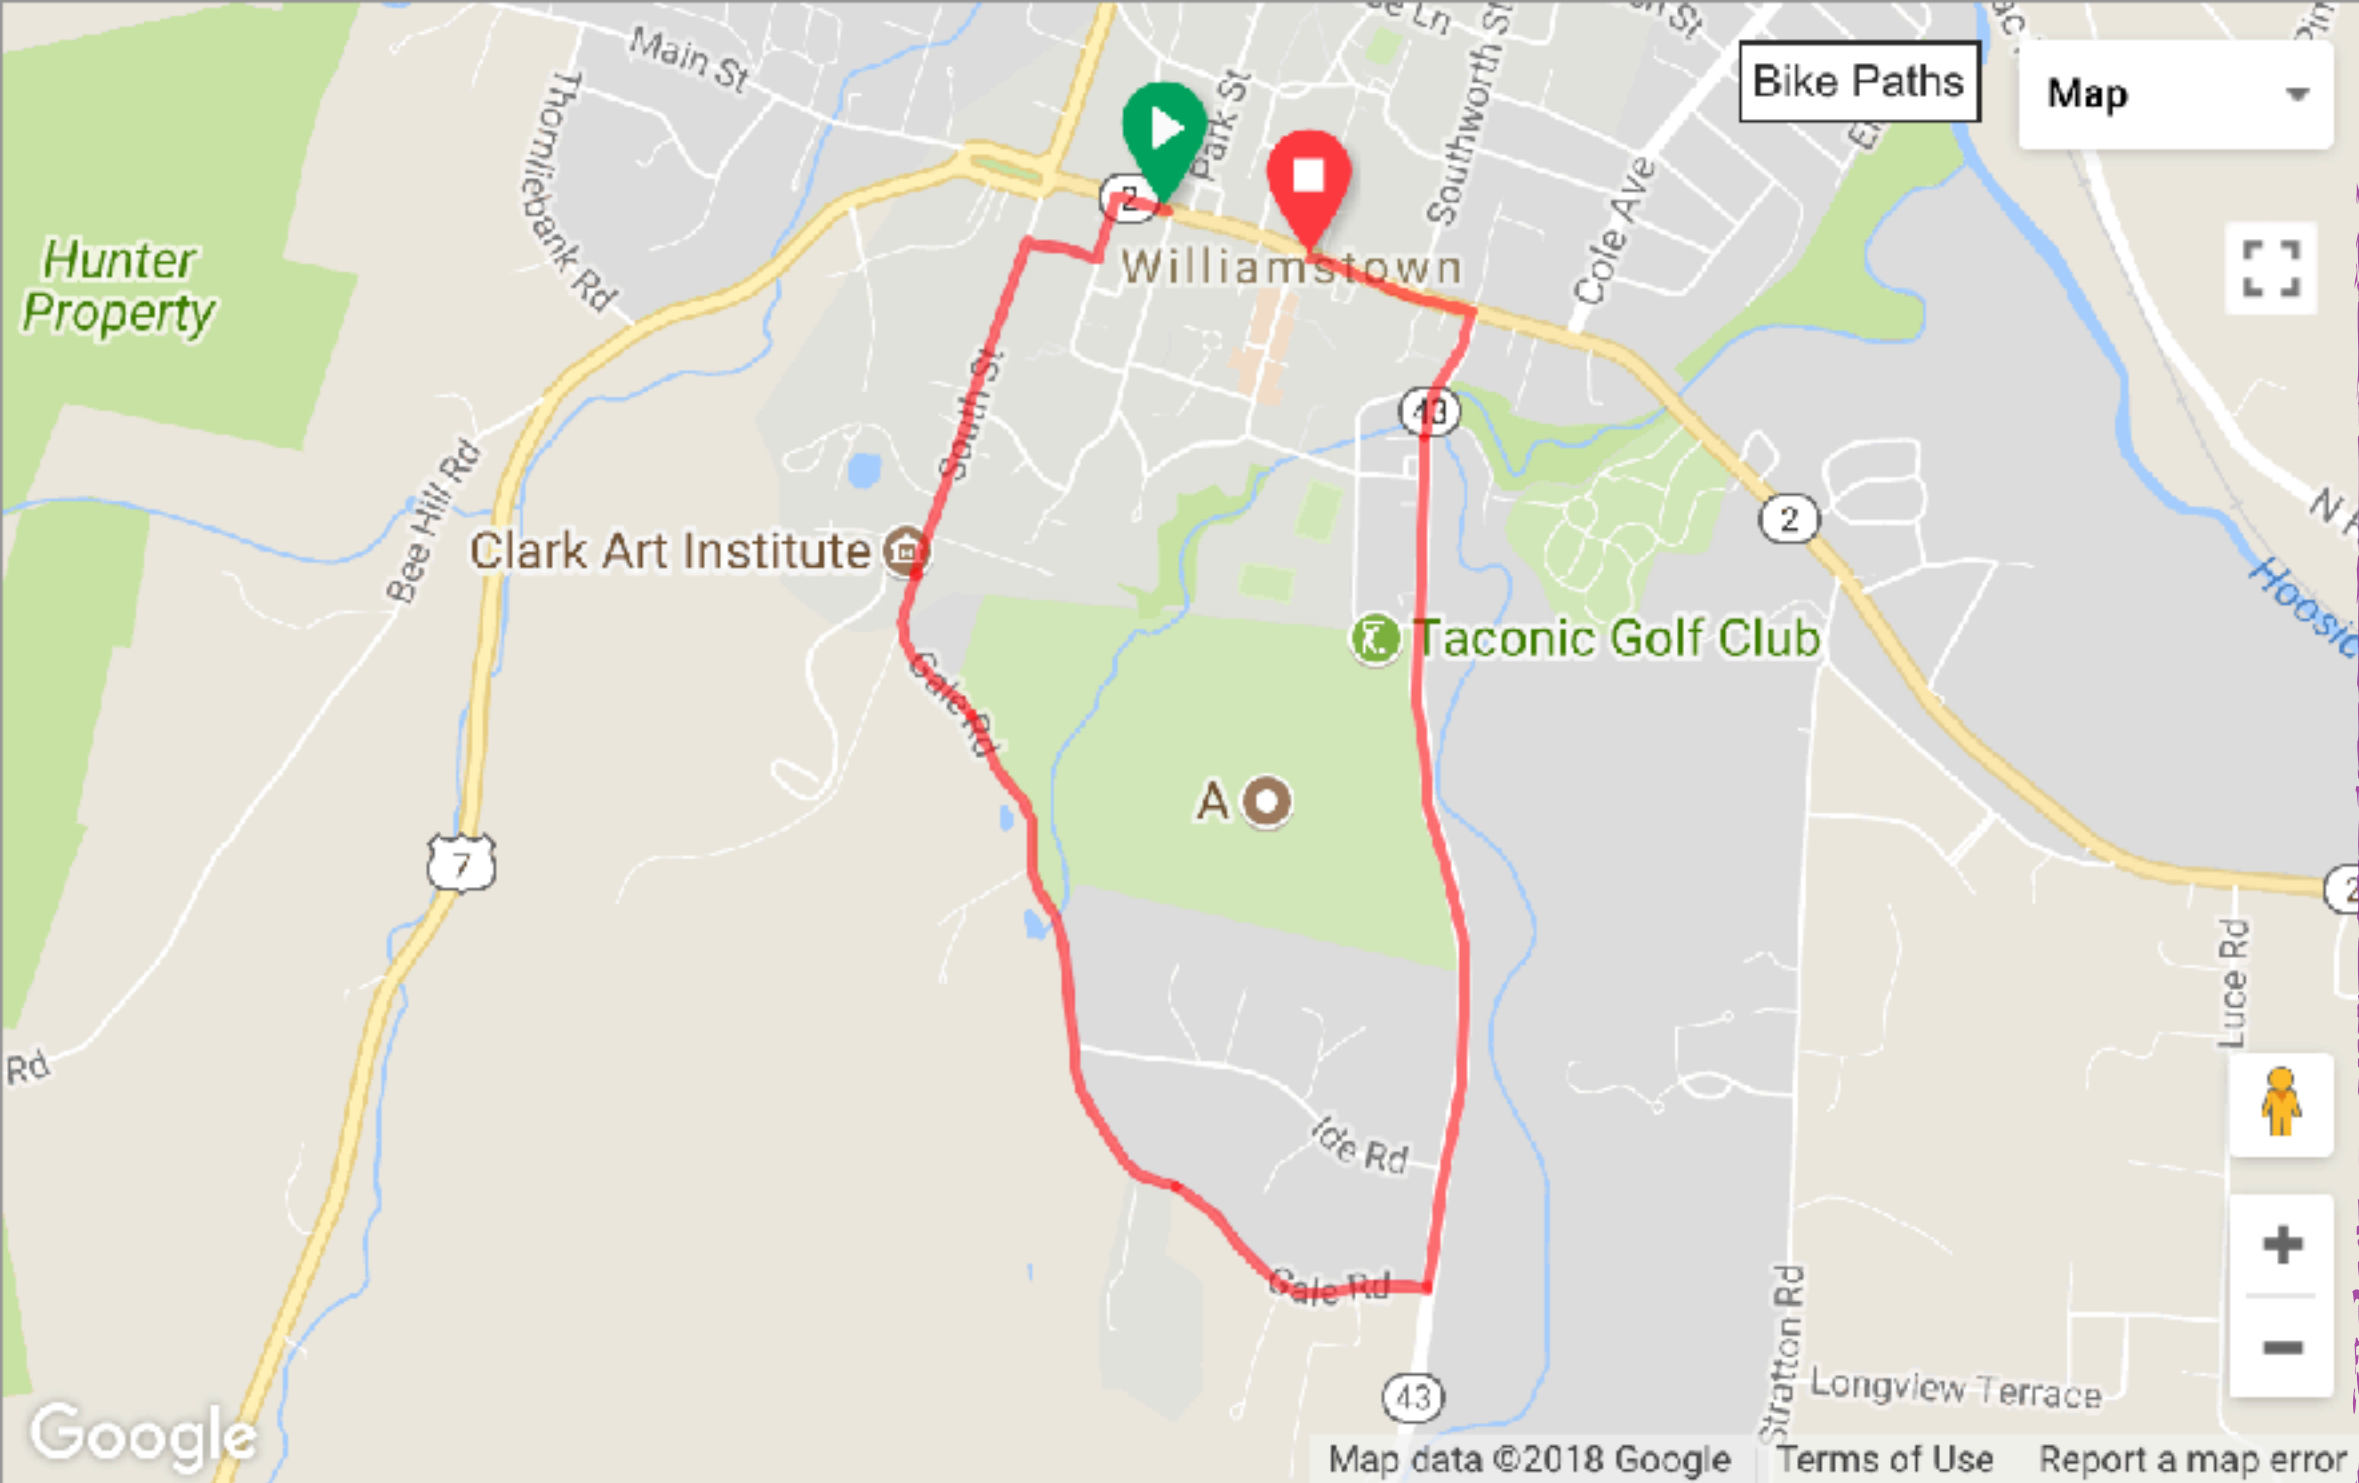 Main St
Thornliebank Rd
Park St
Southworth St
Bike Paths
Map
Cole Ave
2
Hunter
Property
Williamstown
South St
43
Bee Hill Rd
2
Clark Art Institute
Taconic Golf Club
Gale Rd
A
7
2
Luce Rd
Rd
Ide Rd
Gale Rd
Stratton Rd
43
Longview Terrace
Google
Map data ©2018 Google
Terms of Use
Report a map error